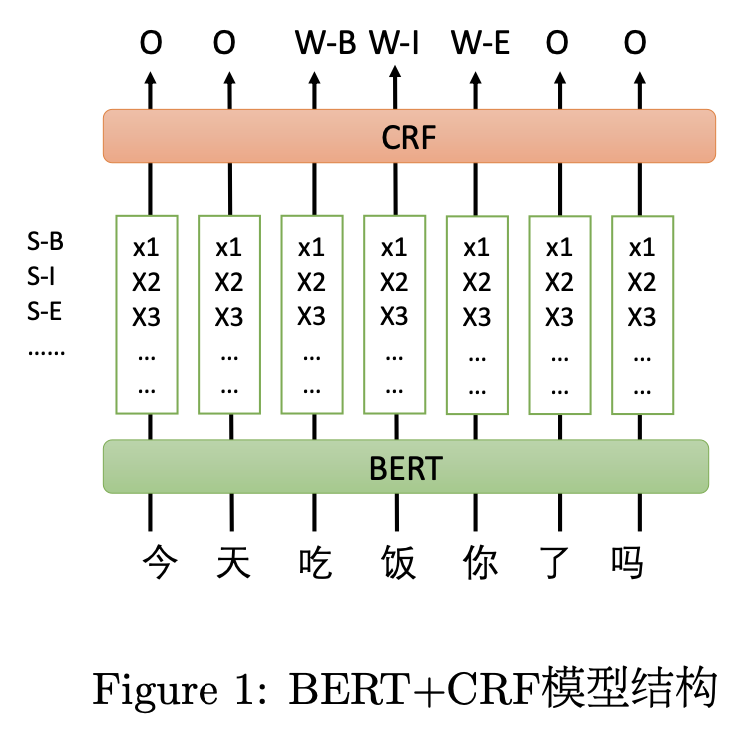 O O W-B W-I W-E O O
CRF
S-B x1 x1 x1 x1 x1 x1 x1
S-I X2 X2 X2 X2 X2 X2 X2
S-E X3 X3 X3 X3 X3 X3 X3
...... ... ... ... ... ... ... ...
... ... ... ... ... ... ...
BERT
今 天 吃 饭 你 了 吗
Figure 1: BERT+CRF模型结构